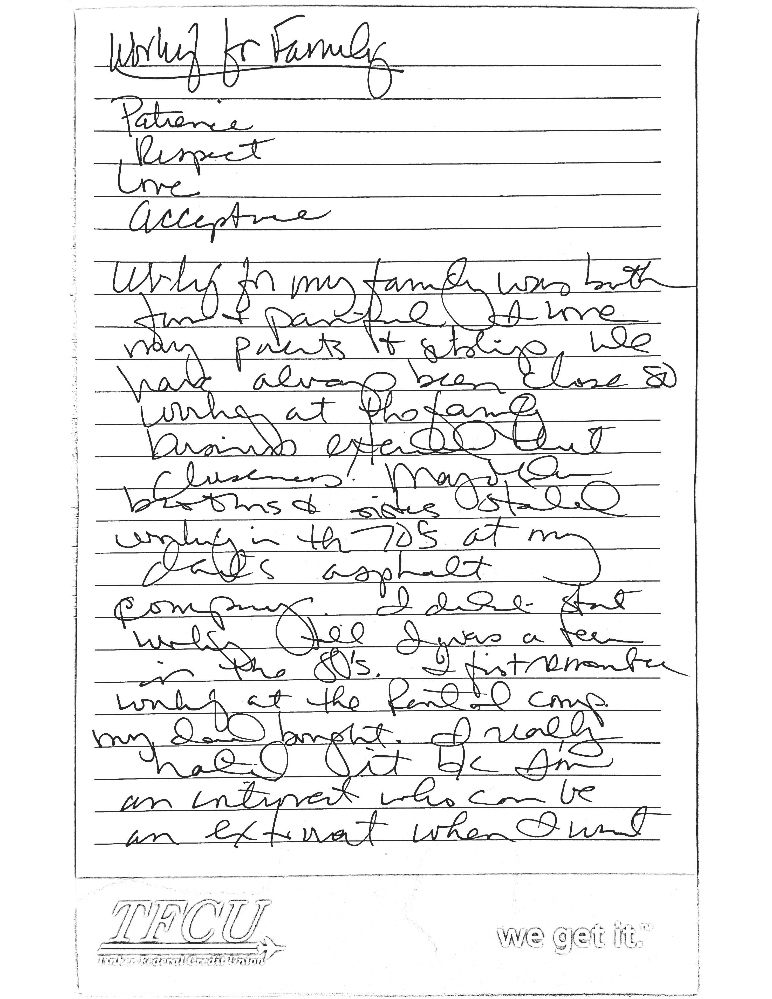 Working for Family
Patience
Respect
Love
Acceptance
Working for my family was both
fun & painful. I love
my parents & siblings. We
have always been close so
working at the family
business extended that
closeness. My older
brothers & sisters started
working in the 70's at my
dad's asphalt
company. I didn't start
working till I was a teen
in the 80's. I first remember
working at the Rental comp.
my dad bought. I really
hated it b/c I'm
an introvert who can be
an extrovert when I want
TFCU
Tinker Federal Credit Union
we get it.™